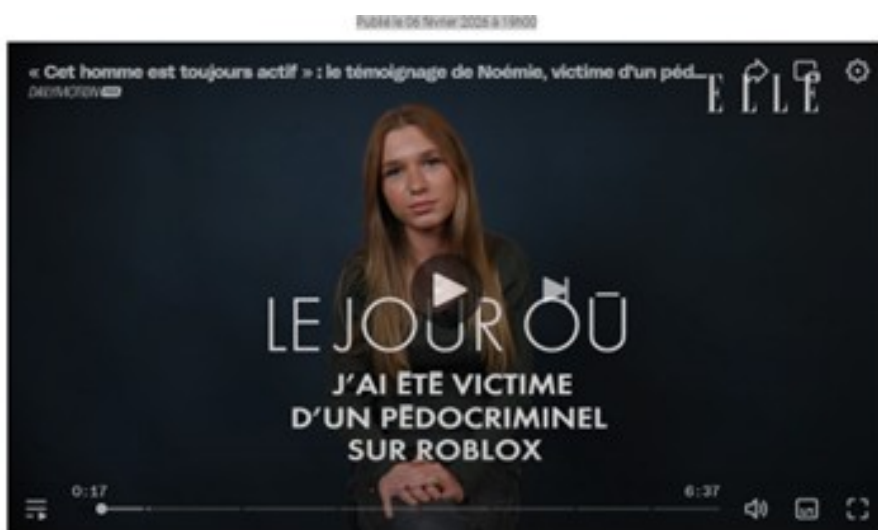 Publié le 06 février 2026 à 19h00
« Cet homme est toujours actif » : le témoignage de Noémie, victime d'un péd...
ELLE
DAILYMOTION
LE JOUR OÙ
J'AI ÉTÉ VICTIME
D'UN PÉDOCRIMINEL
SUR ROBLOX
0:17
6:37